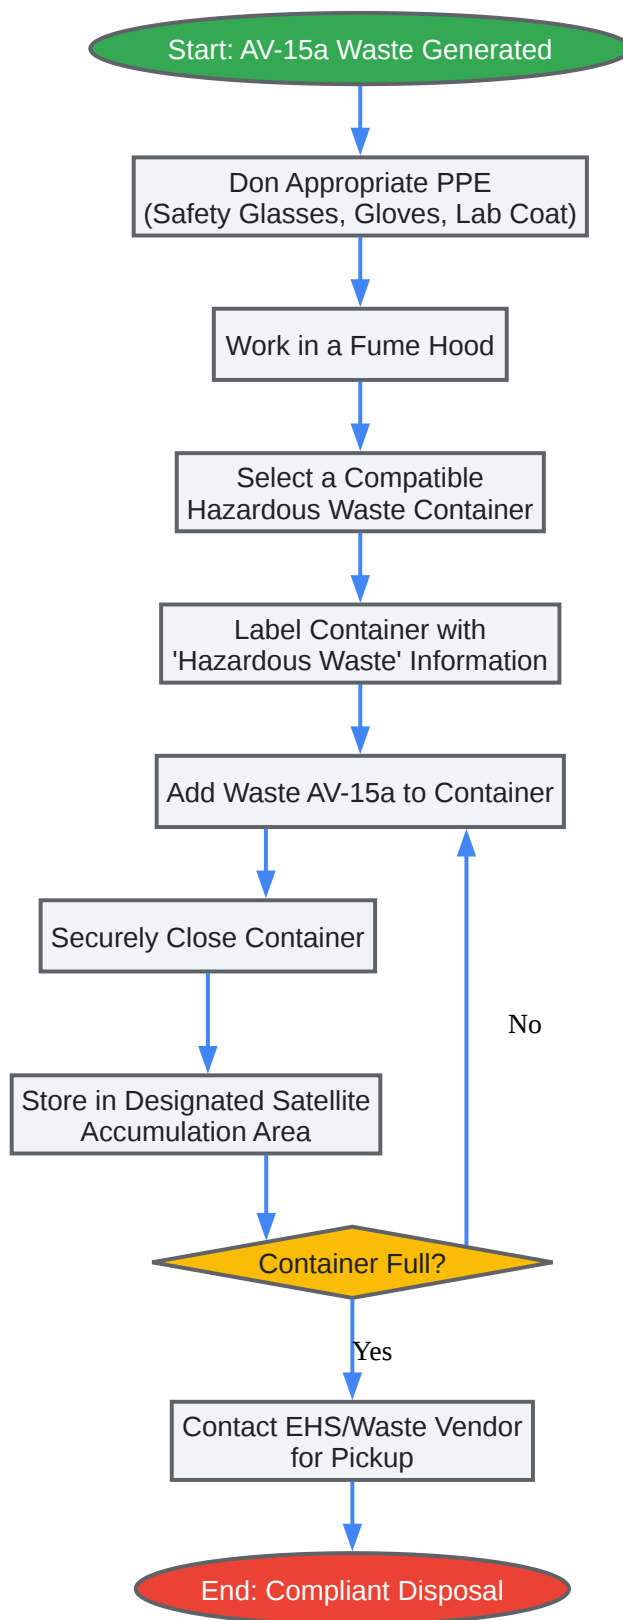 Start: AV-15a Waste Generated
Don Appropriate PPE
(Safety Glasses, Gloves, Lab Coat)
Work in a Fume Hood
Select a Compatible
Hazardous Waste Container
Label Container with
'Hazardous Waste' Information
Add Waste AV-15a to Container
Securely Close Container
No
Store in Designated Satellite
Accumulation Area
Container Full?
Yes
Contact EHS/Waste Vendor
for Pickup
End: Compliant Disposal